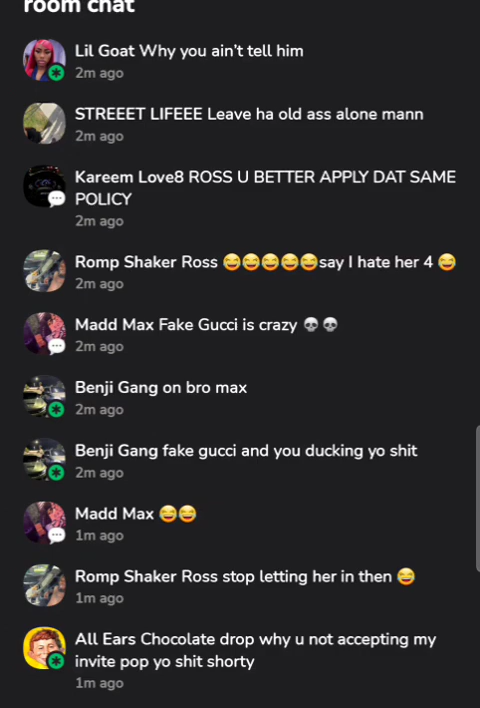 room chat
Lil Goat Why you ain't tell him
2m ago
STREEET LIFEEE Leave ha old ass alone mann
2m ago
Kareem Love8 ROSS U BETTER APPLY DAT SAME
POLICY
2m ago
Romp Shaker Ross 😂😂😂😂😂say I hate her 4 😂
2m ago
Madd Max Fake Gucci is crazy 💀💀
2m ago
Benji Gang on bro max
2m ago
Benji Gang fake gucci and you ducking yo shit
2m ago
Madd Max 😂😂
1m ago
Romp Shaker Ross stop letting her in then 😂
1m ago
All Ears Chocolate drop why u not accepting my
invite pop yo shit shorty
1m ago